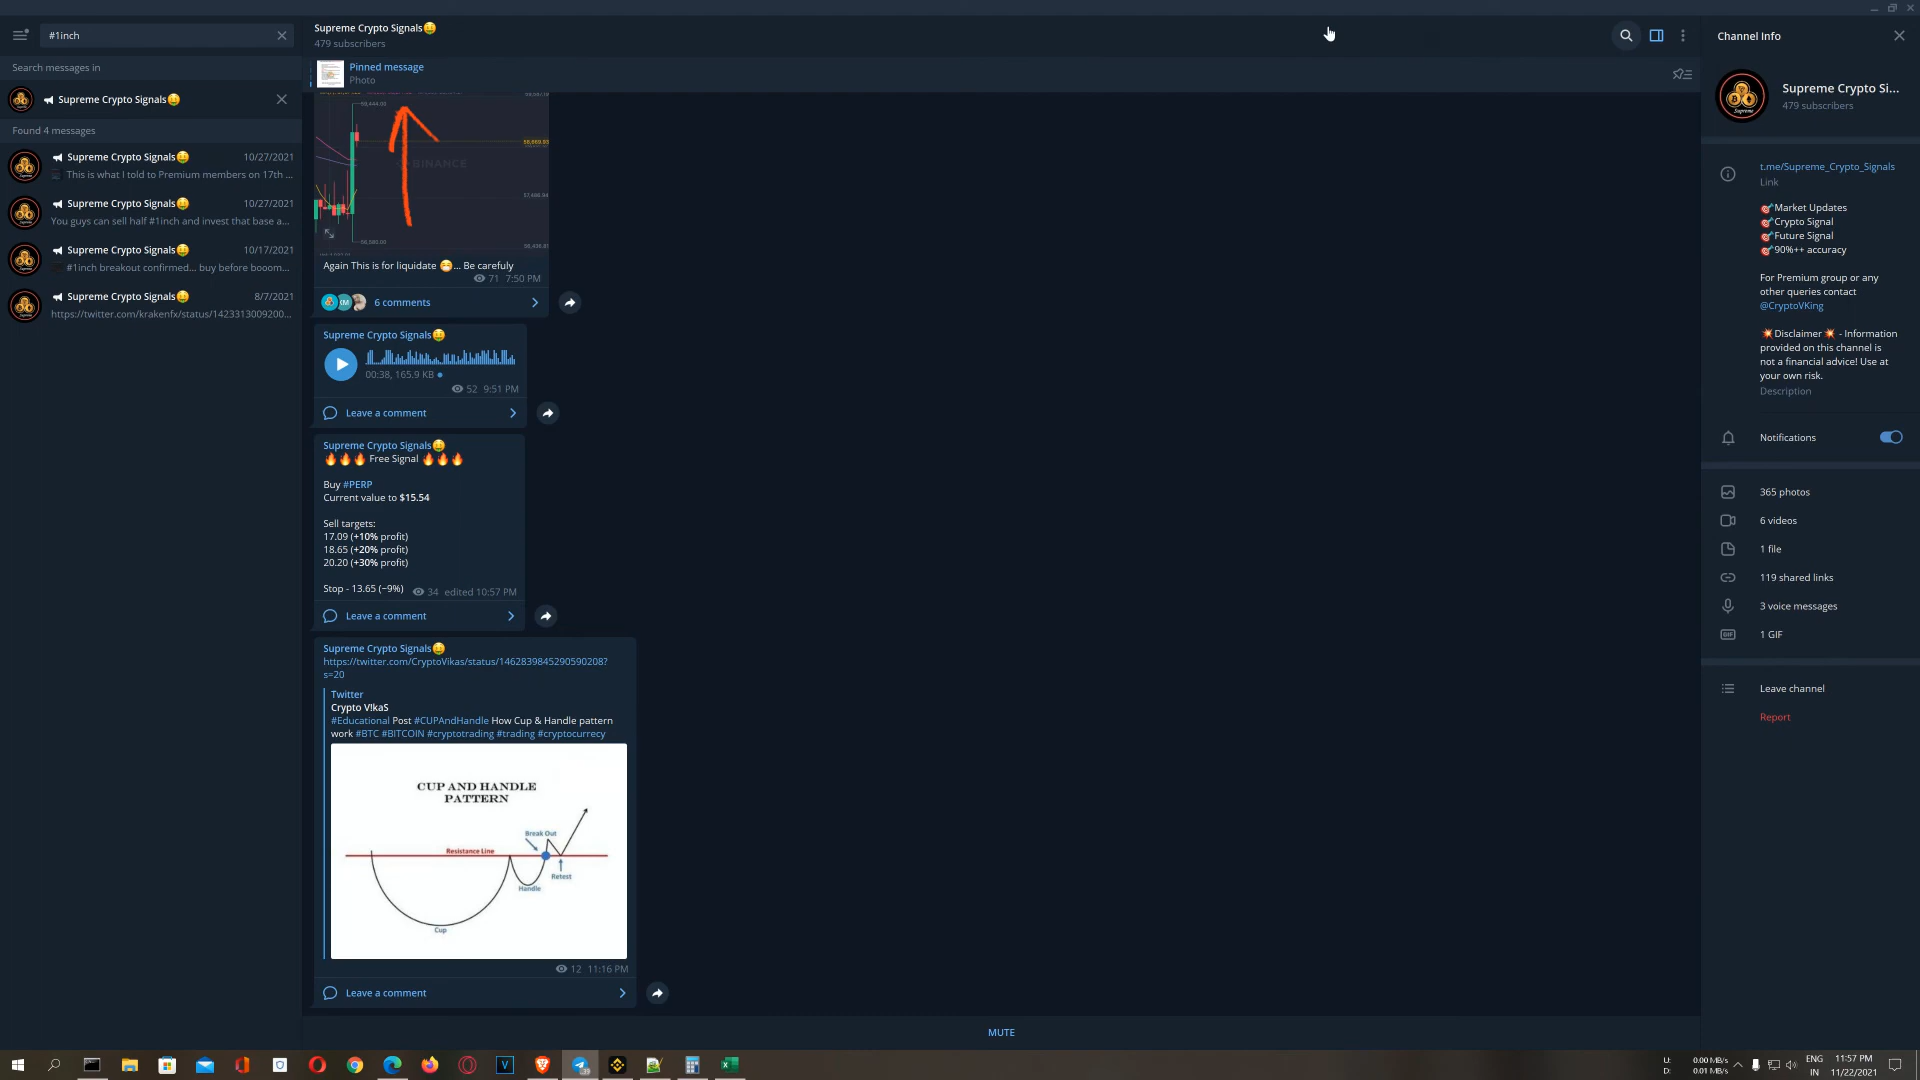 #1inch
Search messages in
Supreme Crypto Signals
Found 4 messages
Supreme Crypto Signals 10/27/2021
This is what I told to Premium members on 17th ...
Supreme Crypto Signals 10/27/2021
You guys can sell half #1inch and invest that base a...
Supreme Crypto Signals 10/17/2021
#1inch breakout confirmed... buy before booom...
Supreme Crypto Signals 8/7/2021
https://twitter.com/krakenfx/status/1423313009200...
Supreme Crypto Signals
479 subscribers
Pinned message
Photo
BINANCE
Again This is for liquidate ... Be carefuly
71 7:50 PM
KM
6 comments
Supreme Crypto Signals
00:38, 165.9 KB
52 9:51 PM
Leave a comment
Supreme Crypto Signals
Free Signal
Buy #PERP
Current value to $15.54
Sell targets:
17.09 (+10% profit)
18.65 (+20% profit)
20.20 (+30% profit)
Stop - 13.65 (−9%)
34 edited 10:57 PM
Leave a comment
Supreme Crypto Signals
https://twitter.com/CryptoVikas/status/1462839845290590208?
s=20
Twitter
Crypto V!kaS
#Educational Post #CUPAndHandle How Cup & Handle pattern
work #BTC #BITCOIN #cryptotrading #trading #cryptocurrecy
CUP AND HANDLE
PATTERN
Break Out
Resistance Line
Retest
Handle
Cup
12 11:16 PM
Leave a comment
MUTE
Channel Info
Supreme Crypto Si...
479 subscribers
t.me/Supreme_Crypto_Signals
Link
Market Updates
Crypto Signal
Future Signal
90%++ accuracy
For Premium group or any
other queries contact
@CryptoVKing
Disclaimer - Information
provided on this channel is
not a financial advice! Use at
your own risk.
Description
Notifications
365 photos
6 videos
1 file
119 shared links
3 voice messages
GIF
1 GIF
Leave channel
Report
U: 0.00 MB/s
D: 0.01 MB/s
ENG
IN
11:57 PM
11/22/2021